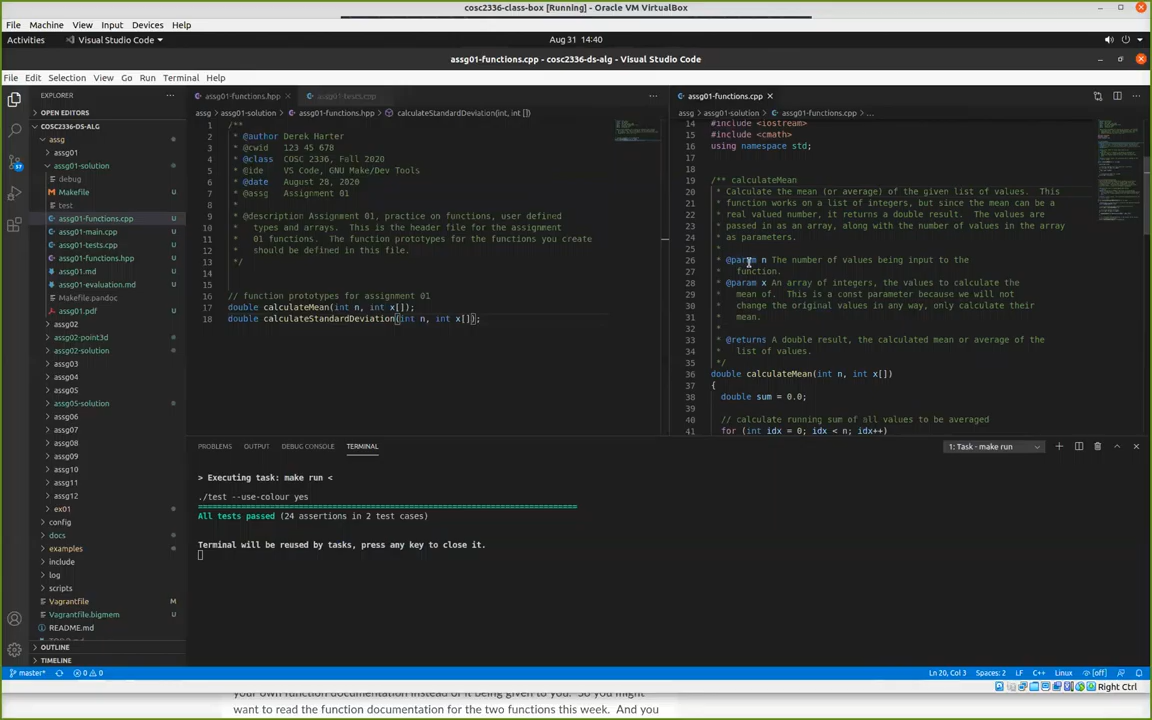 cosc2336-class-box [Running] - Oracle VM VirtualBox
File Machine View Input Devices Help
Activities Visual Studio Code Aug 31 14:40
assg01-functions.cpp - cosc2336-ds-alg - Visual Studio Code
File Edit Selection View Go Run Terminal Help
EXPLORER
OPEN EDITORS
COSC2336-DS-ALG
assg
assg01
assg01-solution
debug
Makefile U
test
assg01-functions.cpp U
assg01-main.cpp U
assg01-tests.cpp U
assg01-functions.hpp U
assg01.md U
assg01-evaluation.md U
Makefile.pandoc U
assg01.pdf U
assg02
assg02-point3d
assg02-solution
assg03
assg04
assg05
assg05-solution
assg06
assg07
assg08
assg09
assg10
assg11
assg12
ex01
config
docs
examples
include
log
scripts
Vagrantfile M
Vagrantfile.bigmem U
README.md
OUTLINE
TIMELINE
assg01-functions.hpp assg01-tests.cpp
assg > assg01-solution > assg01-functions.hpp > calculateStandardDeviation(int, int [])
1 /**
2 * @author Derek Harter
3 * @cwid 123 45 678
4 * @class COSC 2336, Fall 2020
5 * @ide VS Code, GNU Make/Dev Tools
6 * @date August 28, 2020
7 * @assg Assignment 01
8 *
9 * @description Assignment 01, practice on functions, user defined
10 * types and arrays. This is the header file for the assignment
11 * 01 functions. The function prototypes for the functions you create
12 * should be defined in this file.
13 */
14
15
16 // function prototypes for assignment 01
17 double calculateMean(int n, int x[]);
18 double calculateStandardDeviation(int n, int x[]);
assg01-functions.cpp
assg > assg01-solution > assg01-functions.cpp > ...
14 #include <iostream>
15 #include <cmath>
16 using namespace std;
18
19 /** calculateMean
20 * Calculate the mean (or average) of the given list of values. This
21 * function works on a list of integers, but since the mean can be a
22 * real valued number, it returns a double result. The values are
23 * passed in as an array, along with the number of values in the array
24 * as parameters.
25 *
26 * @param n The number of values being input to the
27 * function.
28 * @param x An array of integers, the values to calculate the
29 * mean of. This is a const parameter because we will not
30 * change the original values in any way, only calculate their
31 * mean.
32 *
33 * @returns A double result, the calculated mean or average of the
34 * list of values.
35 */
36 double calculateMean(int n, int x[])
37 {
38 double sum = 0.0;
39
40 // calculate running sum of all values to be averaged
41 for (int idx = 0; idx < n; idx++)
PROBLEMS OUTPUT DEBUG CONSOLE TERMINAL 1: Task - make run
> Executing task: make run <
./test --use-colour yes
All tests passed (24 assertions in 2 test cases)
Terminal will be reused by tasks, press any key to close it.
master* 0 0 Ln 20, Col 3 Spaces: 2 LF C++ Linux [off]
Right Ctrl
your own function documentation instead of it being given to you. So you might
want to read the function documentation for the two functions this week. And you